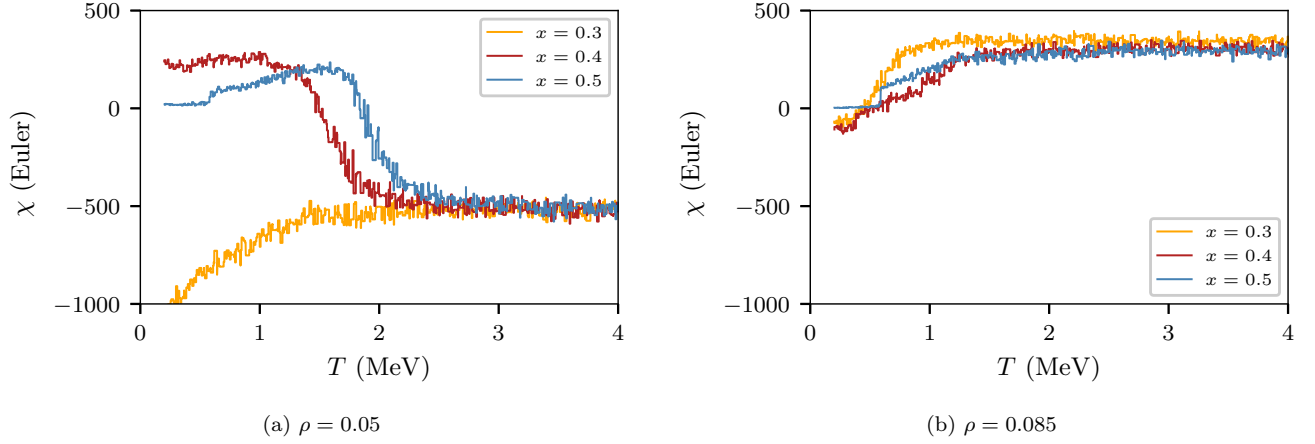 500
0
−500
−1000
χ (Euler)
x = 0.3
x = 0.4
x = 0.5
0 1 2 3 4
T (MeV)
(a) ρ = 0.05
500
0
−500
−1000
χ (Euler)
x = 0.3
x = 0.4
x = 0.5
0 1 2 3 4
T (MeV)
(b) ρ = 0.085